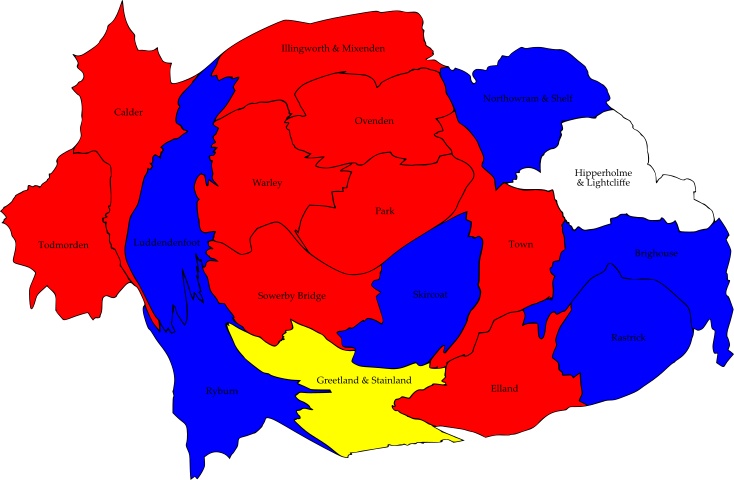 Illingworth & Mixenden
Northowram & Shelf
Calder
Ovenden
Hipperholme
& Lightcliffe
Warley
Park
Todmorden
Luddendenfoot
Town
Brighouse
Sowerby Bridge
Skircoat
Rastrick
Greetland & Stainland
Ryburn
Elland